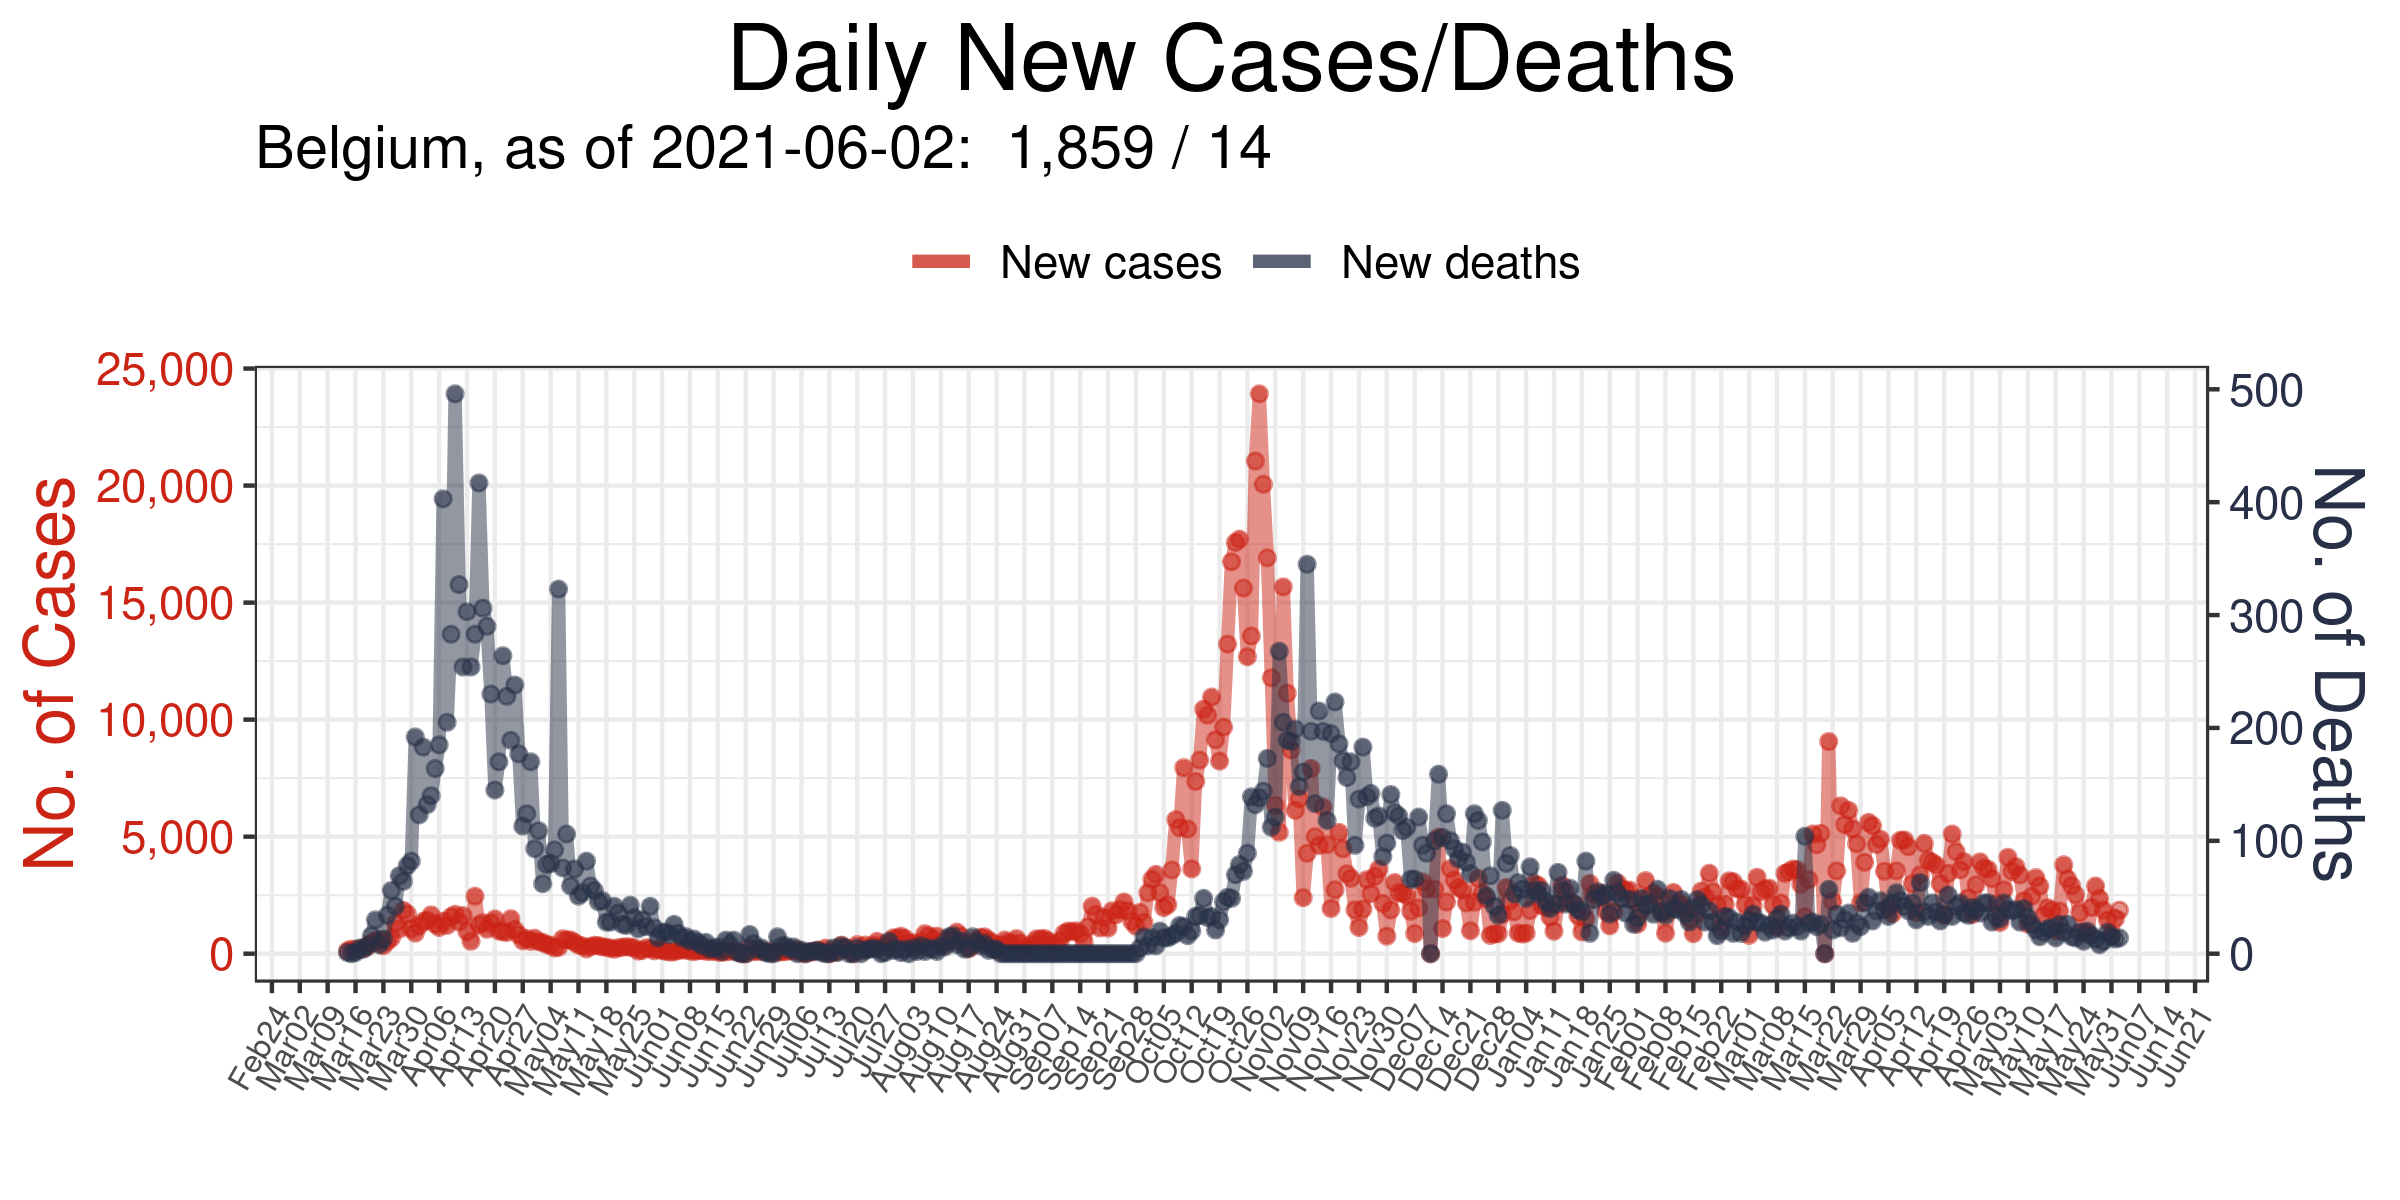 Daily New Cases/Deaths
Belgium, as of 2021-06-02:  1,859 / 14
New cases New deaths
No. of Cases
25,000
20,000
15,000
10,000
5,000
0
500
400
300
200
100
0
No. of Deaths
Feb24 Mar02 Mar09 Mar16 Mar23 Mar30 Apr06 Apr13 Apr20 Apr27 May04 May11 May18 May25 Jun01 Jun08 Jun15 Jun22 Jun29 Jul06 Jul13 Jul20 Jul27 Aug03 Aug10 Aug17 Aug24 Aug31 Sep07 Sep14 Sep21 Sep28 Oct05 Oct12 Oct19 Oct26 Nov02 Nov09 Nov16 Nov23 Nov30 Dec07 Dec14 Dec21 Dec28 Jan04 Jan11 Jan18 Jan25 Feb01 Feb08 Feb15 Feb22 Mar01 Mar08 Mar15 Mar22 Mar29 Apr05 Apr12 Apr19 Apr26 May03 May10 May17 May24 May31 Jun07 Jun14 Jun21